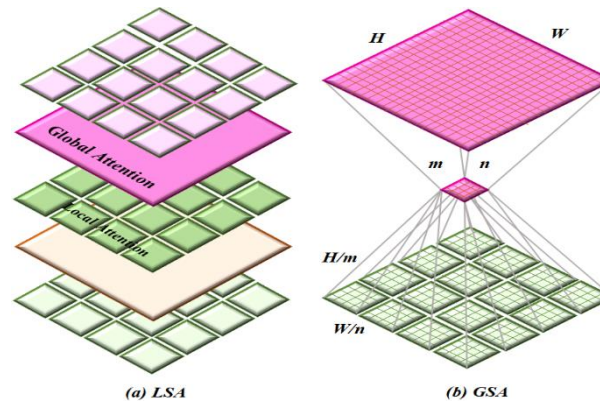 H
W
Global Attention
m
n
Local Attention
H/m
W/n
(a) LSA
(b) GSA